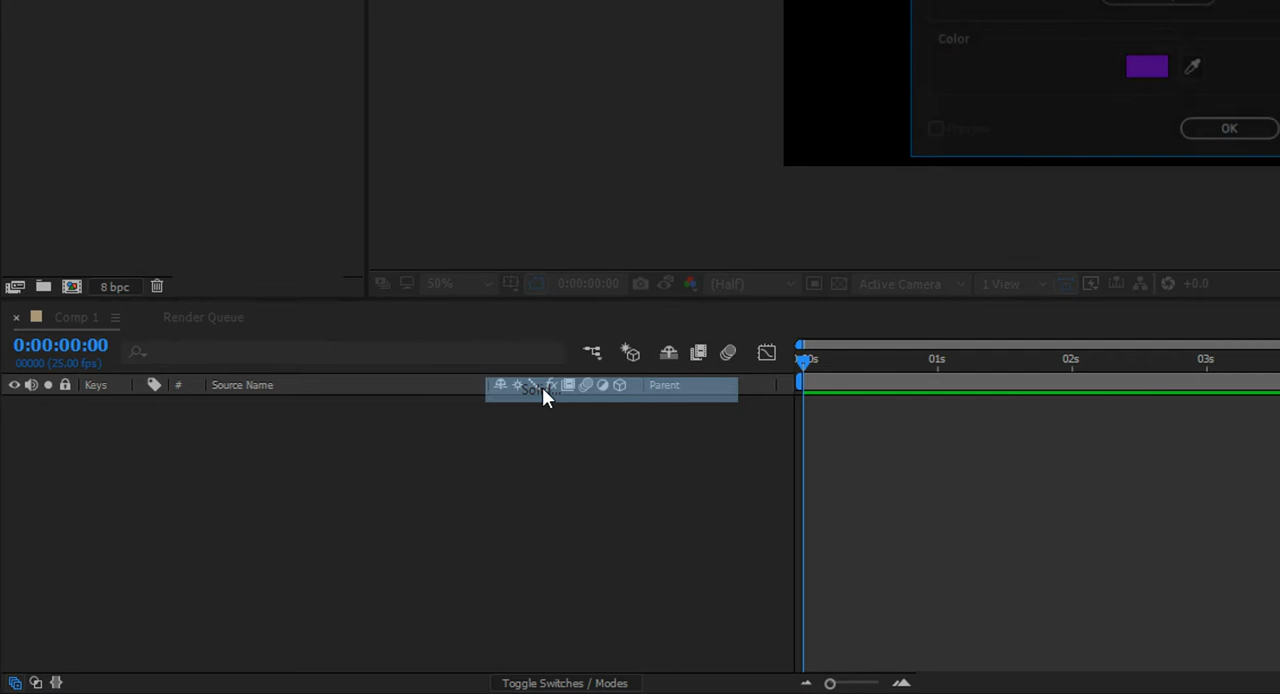 Color
Preview
OK
8 bpc
50%
0:00:00:00
(Half)
Active Camera
1 View
+0.0
Comp 1
Render Queue
0:00:00:00
00000 (25.00 fps)
Keys
#
Source Name
fx
Parent
01s
02s
03s
Toggle Switches / Modes